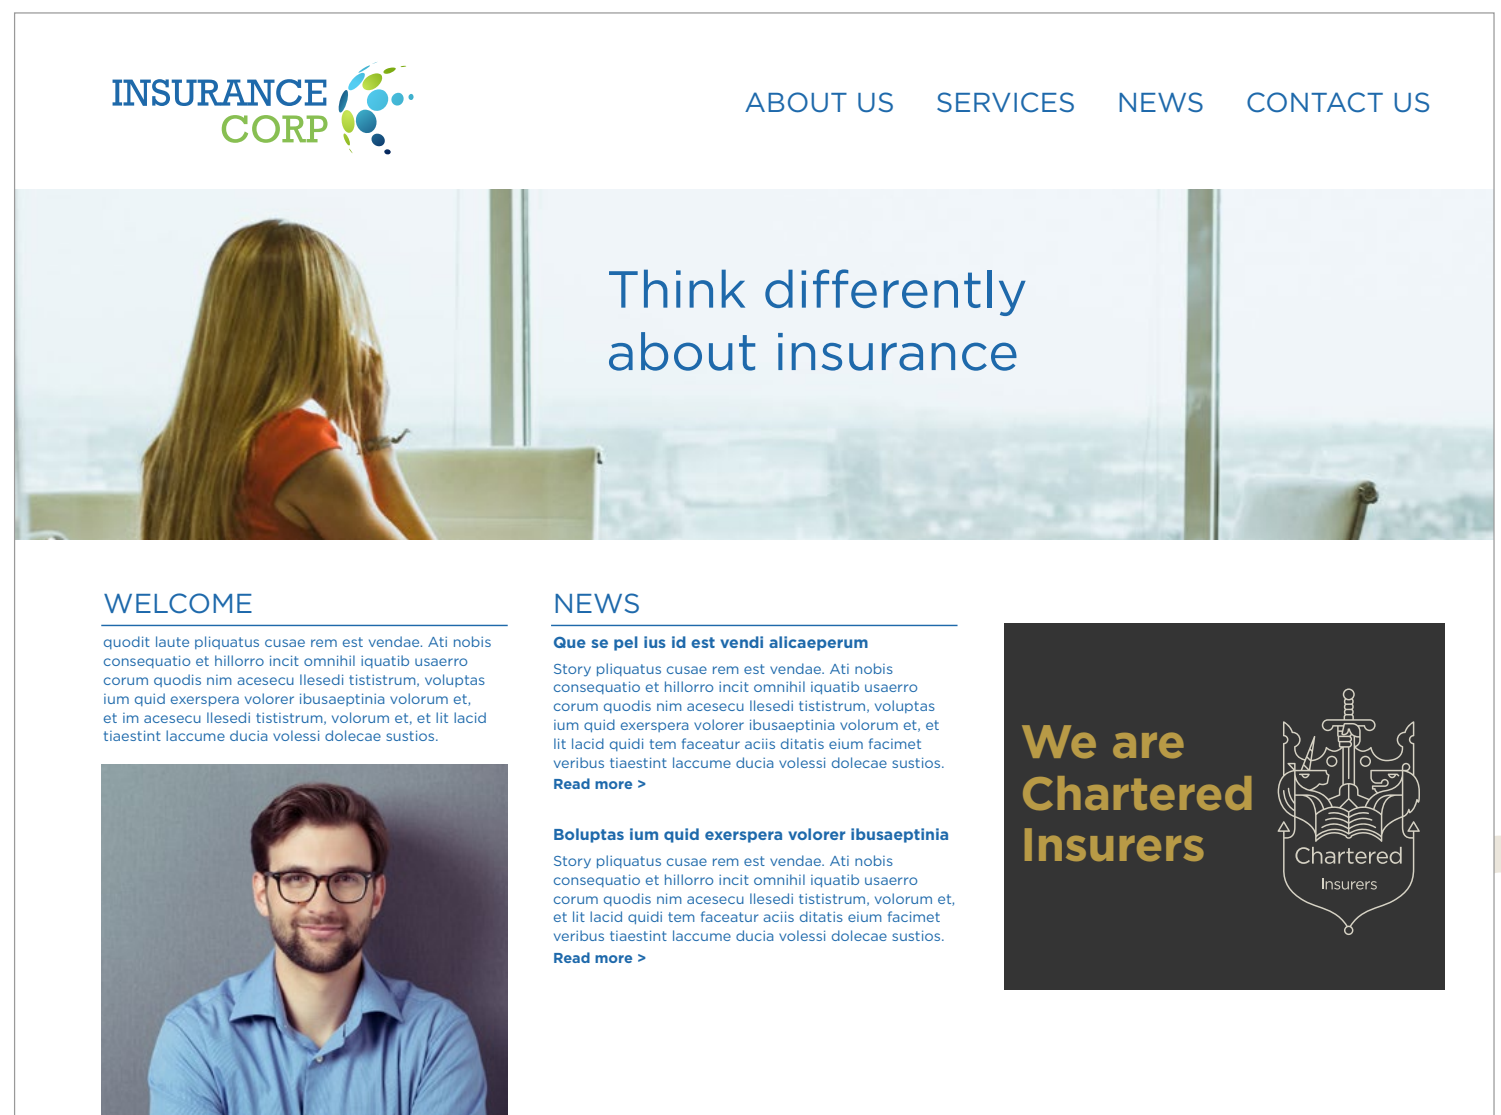 INSURANCE
CORP
ABOUT US SERVICES NEWS CONTACT US
Think differently
about insurance
WELCOME
quodit laute pliquatus cusae rem est vendae. Ati nobis
consequatio et hillorro incit omnihil iquatib usaerro
corum quodis nim acesecu llesedi tististrum, voluptas
ium quid exerspera volorer ibusaeptinia volorum et,
et im acesecu llesedi tististrum, volorum et, et lit lacid
tiaestint laccume ducia volessi dolecae sustios.
NEWS
Que se pel ius id est vendi alicaeperum
Story pliquatus cusae rem est vendae. Ati nobis
consequatio et hillorro incit omnihil iquatib usaerro
corum quodis nim acesecu llesedi tististrum, voluptas
ium quid exerspera volorer ibusaeptinia volorum et, et
lit lacid quidi tem faceatur aciis ditatis eium facimet
veribus tiaestint laccume ducia volessi dolecae sustios.
Read more >
Boluptas ium quid exerspera volorer ibusaeptinia
Story pliquatus cusae rem est vendae. Ati nobis
consequatio et hillorro incit omnihil iquatib usaerro
corum quodis nim acesecu llesedi tististrum, volorum et,
et lit lacid quidi tem faceatur aciis ditatis eium facimet
veribus tiaestint laccume ducia volessi dolecae sustios.
Read more >
We are
Chartered
Insurers
Chartered
Insurers